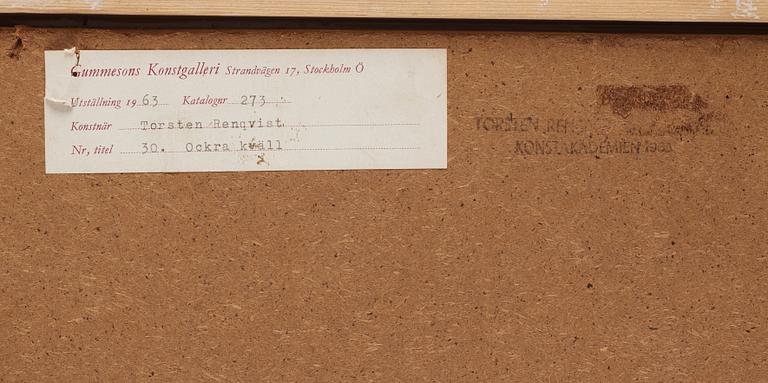 Gummesons Konstgalleri Strandvägen 17, Stockholm Ö
Utställning 1963 Katalognr 273
Konstnär Torsten Renqvist
Nr, titel 30. Ockra kväll
TORSTEN
KONSTAKADEMIEN